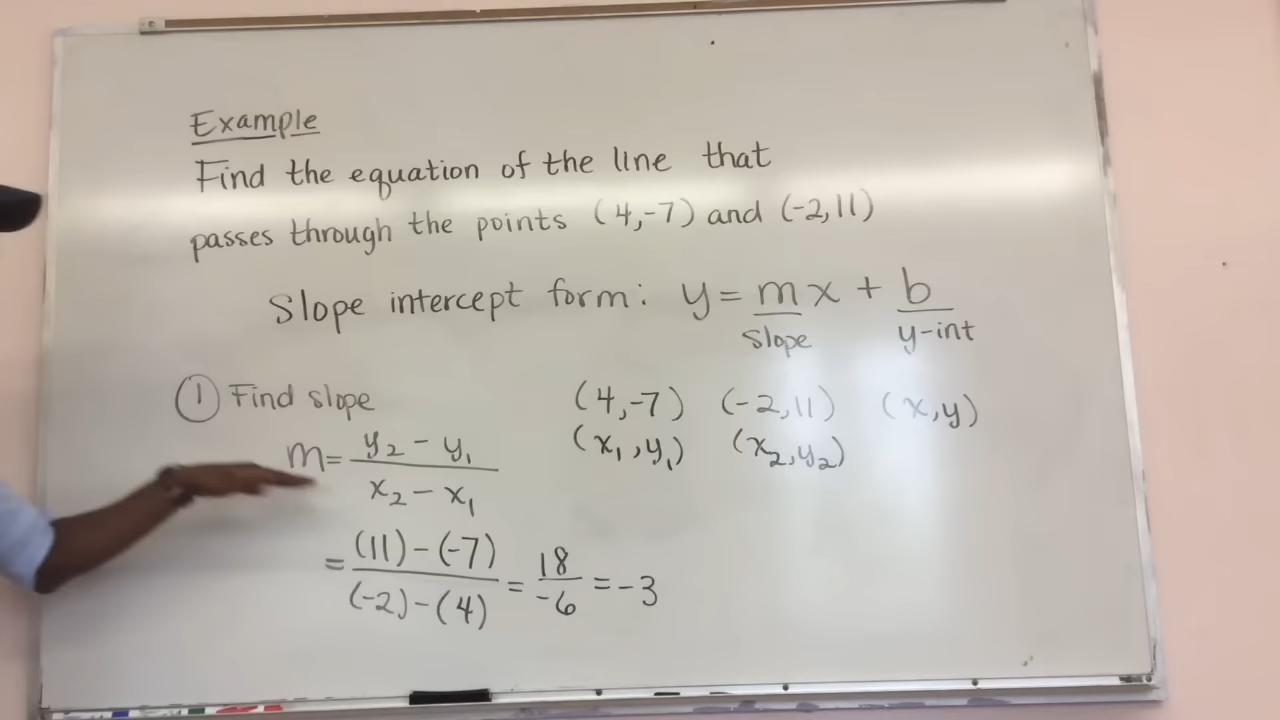 Example
Find the equation of the line that
passes through the points (4,-7) and (-2,11)
Slope intercept form: y = mx + b
slope y-int
① Find slope (4,-7) (-2,11) (x,y)
m = y₂ - y₁ / x₂ - x₁ (x₁,y₁) (x₂,y₂)
= (11)-(-7) / (-2)-(4) = 18 / -6 = -3